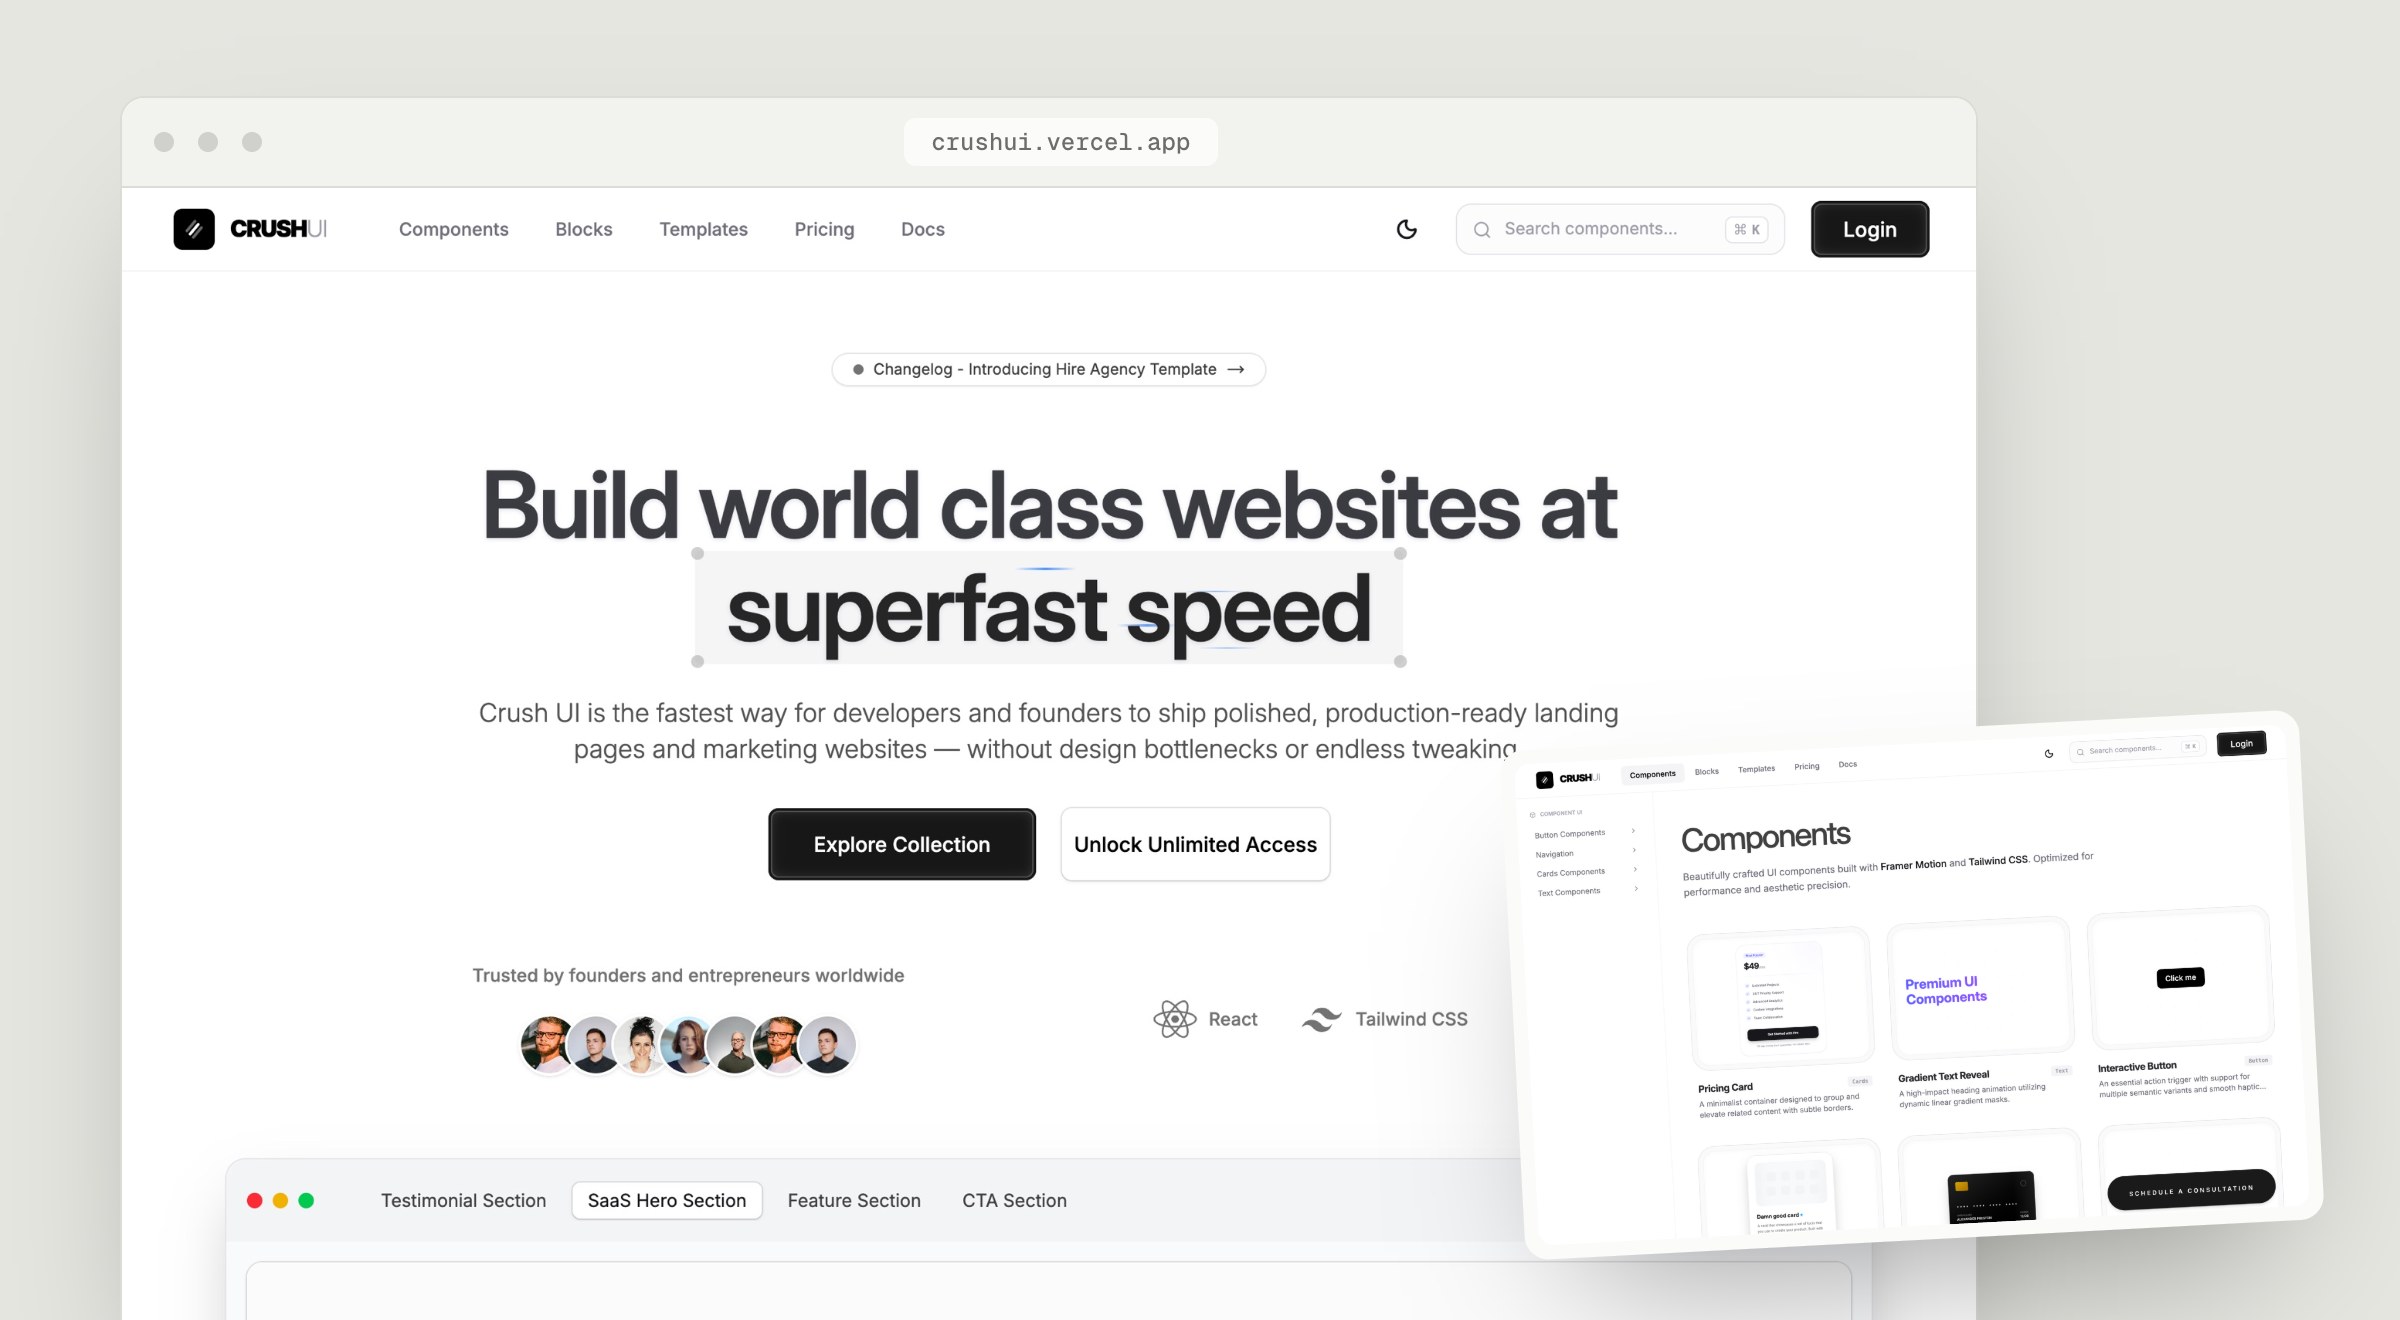 crushui.vercel.app
CRUSHUI
Components
Blocks
Templates
Pricing
Docs
Search components...
⌘ K
Login
Changelog - Introducing Hire Agency Template →
Build world class websites at
superfast speed
Crush UI is the fastest way for developers and founders to ship polished, production-ready landing
pages and marketing websites — without design bottlenecks or endless tweaking
Explore Collection
Unlock Unlimited Access
Trusted by founders and entrepreneurs worldwide
React
Tailwind CSS
Testimonial Section
SaaS Hero Section
Feature Section
CTA Section
CRUSHUI
Components
Blocks
Templates
Pricing
Docs
Search components...
⌘ K
Login
COMPONENT UI
Button Components
Navigation
Cards Components
Text Components
Components
Beautifully crafted UI components built with Framer Motion and Tailwind CSS. Optimized for
performance and aesthetic precision.
$49
Premium UI
Components
Click me
Pricing Card
Cards
A minimalist container designed to group and
elevate related content with subtle borders.
Gradient Text Reveal
Text
A high-impact heading animation utilizing
dynamic linear gradient masks.
Interactive Button
Button
An essential action trigger with support for
multiple semantic variants and smooth haptic...
Damn good card
SCHEDULE A CONSULTATION